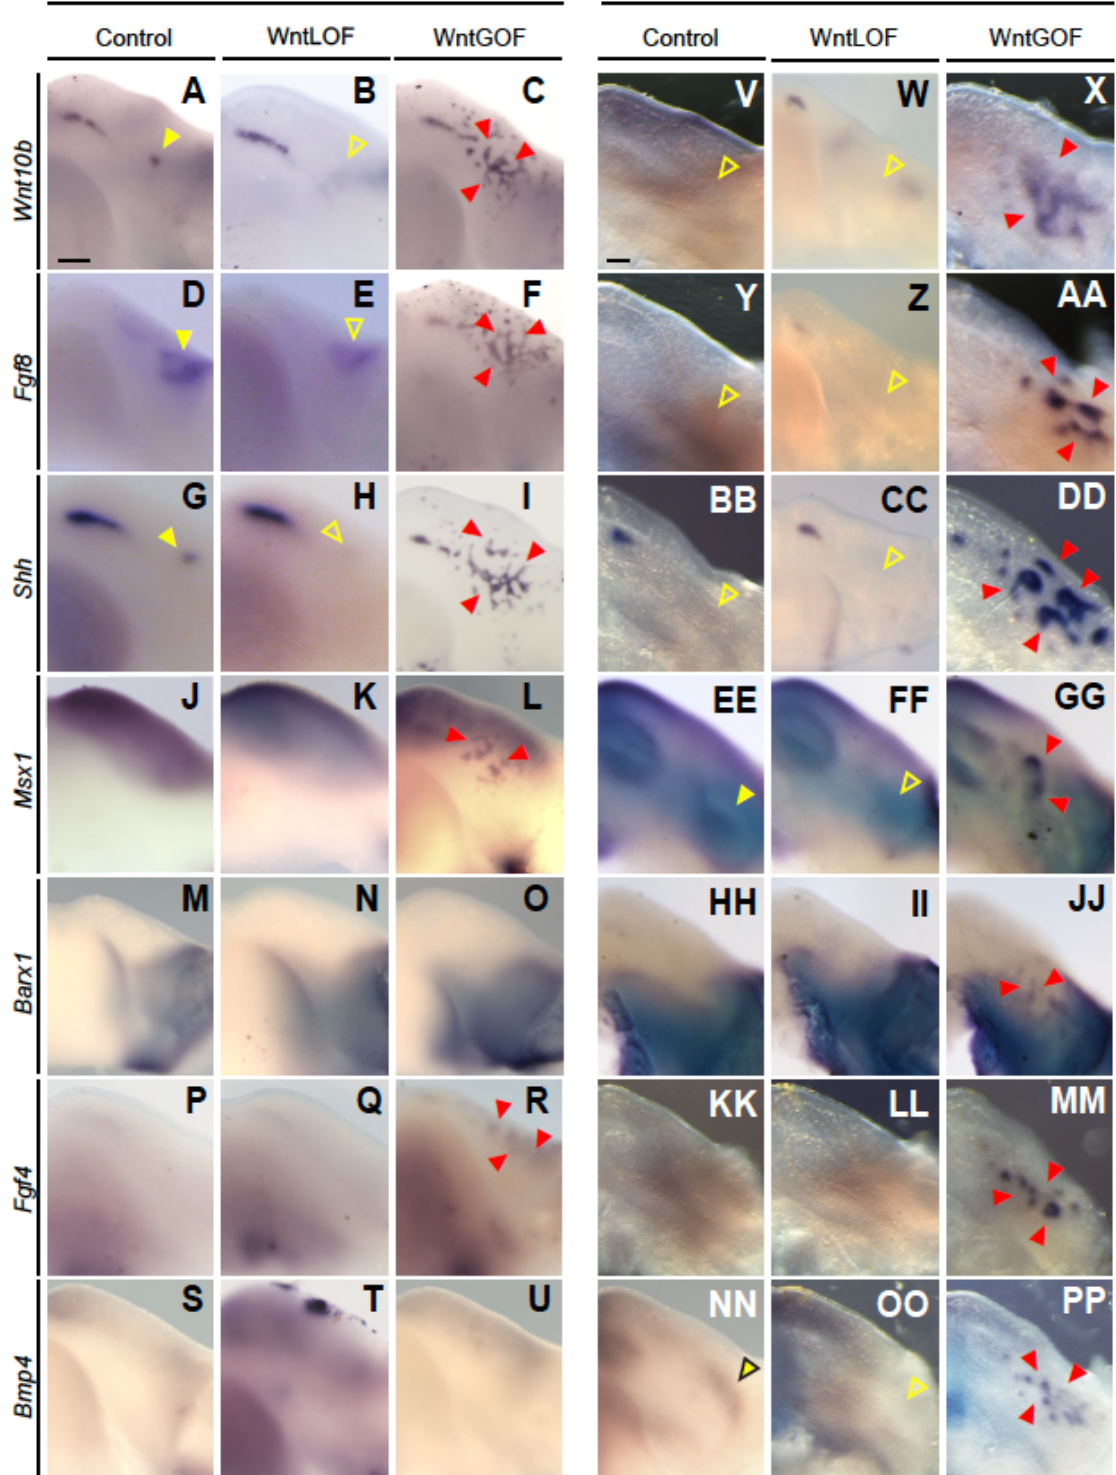 Control WntLOF WntGOF Control WntLOF WntGOF
Wnt10b A B C V W X
Fgf8 D E F Y Z AA
Shh G H I BB CC DD
Msx1 J K L EE FF GG
Barx1 M N O HH II JJ
Fgf4 P Q R KK LL MM
Bmp4 S T U NN OO PP